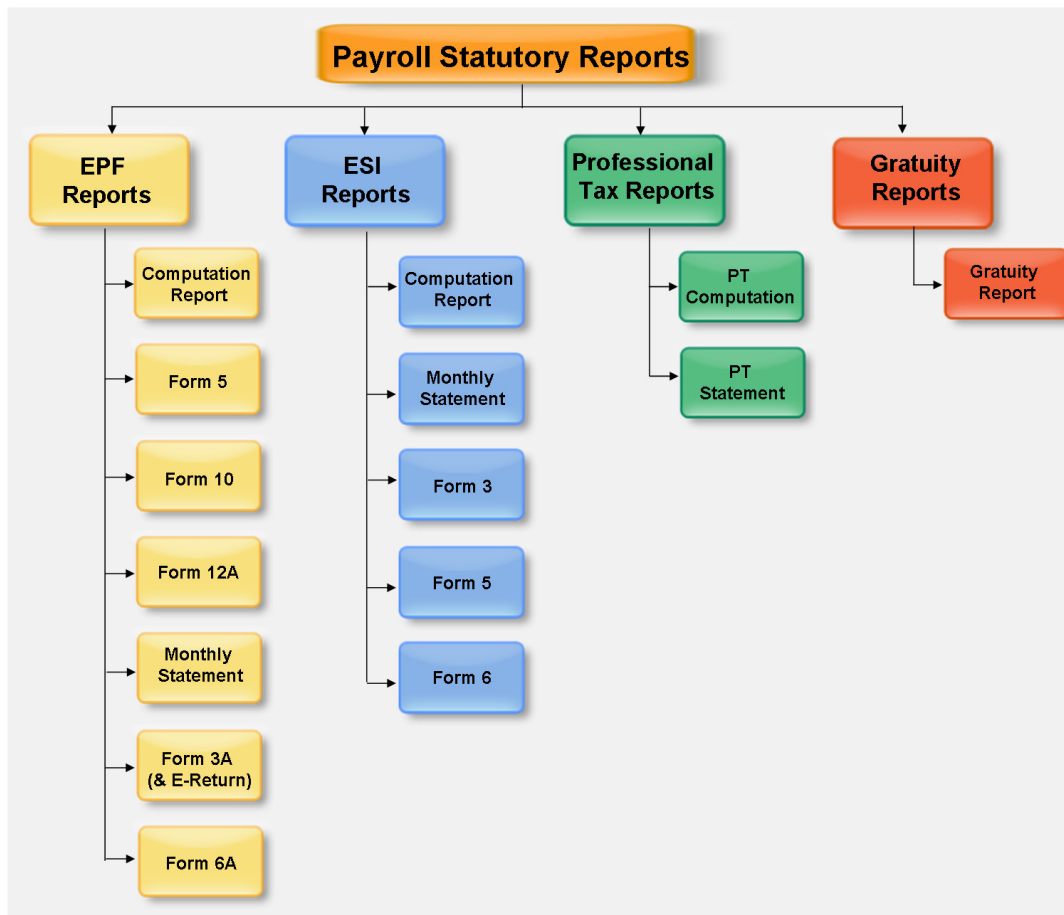 Payroll Statutory Reports
EPF
Reports
Computation
Report
Form 5
Form 10
Form 12A
Monthly
Statement
Form 3A
(& E-Return)
Form 6A
ESI
Reports
Computation
Report
Monthly
Statement
Form 3
Form 5
Form 6
Professional
Tax Reports
PT
Computation
PT
Statement
Gratuity
Reports
Gratuity
Report